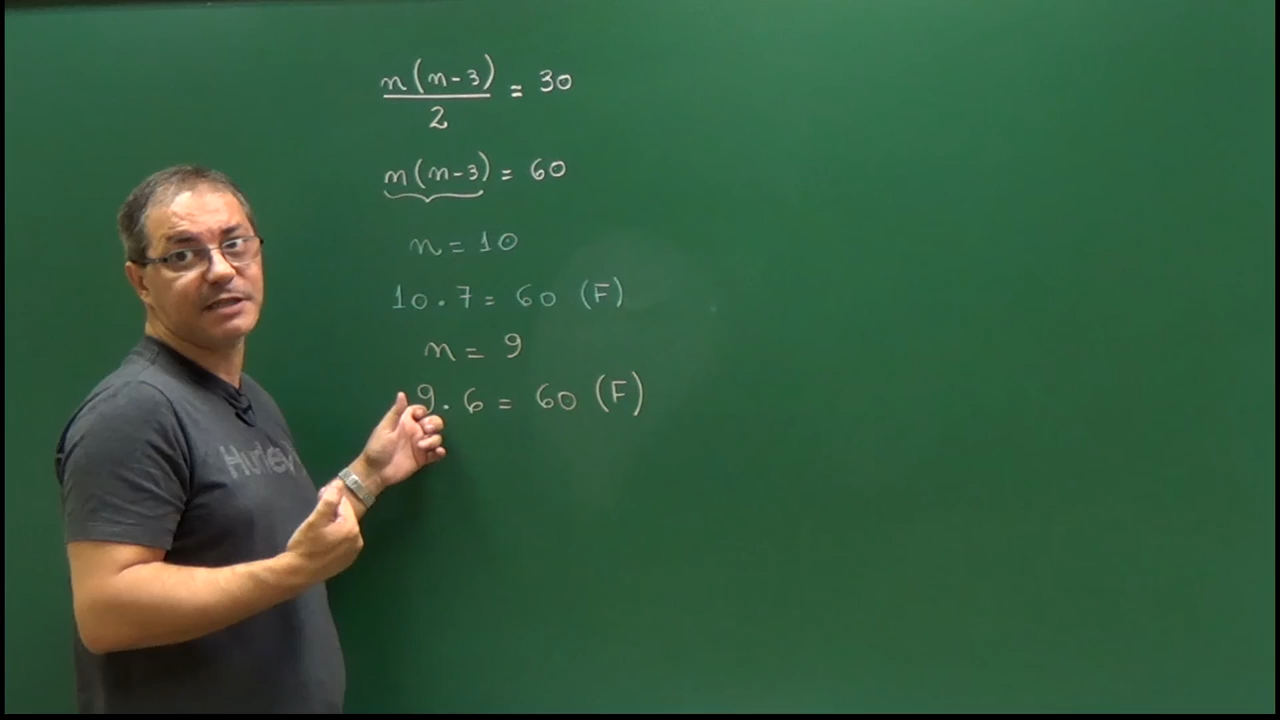 n(n-3)/2 = 30
n(n-3) = 60
n = 10
10 . 7 = 60 (F)
n = 9
9 . 6 = 60 (F)
Hurley